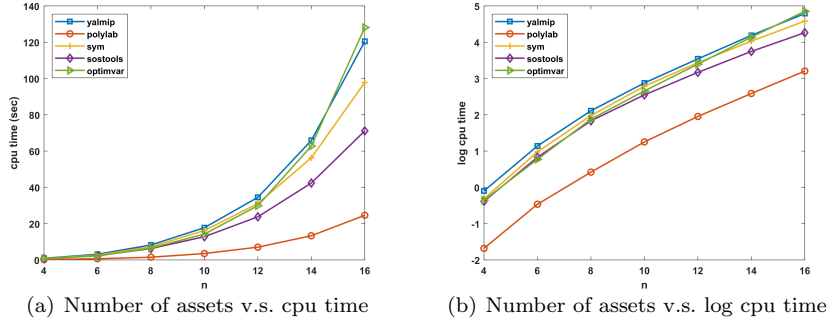 140
120
100
80
60
40
20
0
cpu time (sec)
yalmip
polylab
sym
sostools
optimvar
4 6 8 10 12 14 16
n
(a) Number of assets v.s. cpu time
5
4
3
2
1
0
-1
-2
log cpu time
yalmip
polylab
sym
sostools
optimvar
4 6 8 10 12 14 16
n
(b) Number of assets v.s. log cpu time